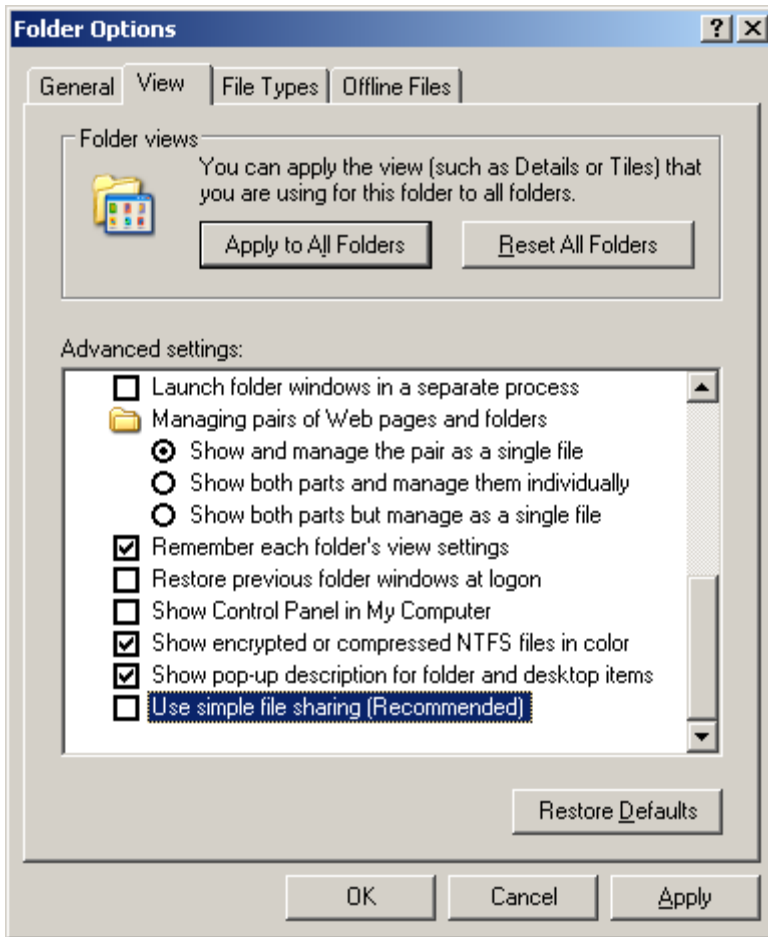 Folder Options
General View File Types Offline Files
Folder views
You can apply the view (such as Details or Tiles) that
you are using for this folder to all folders.
Apply to All Folders Reset All Folders
Advanced settings:
Launch folder windows in a separate process
Managing pairs of Web pages and folders
Show and manage the pair as a single file
Show both parts and manage them individually
Show both parts but manage as a single file
Remember each folder's view settings
Restore previous folder windows at logon
Show Control Panel in My Computer
Show encrypted or compressed NTFS files in color
Show pop-up description for folder and desktop items
Use simple file sharing (Recommended)
Restore Defaults
OK Cancel Apply